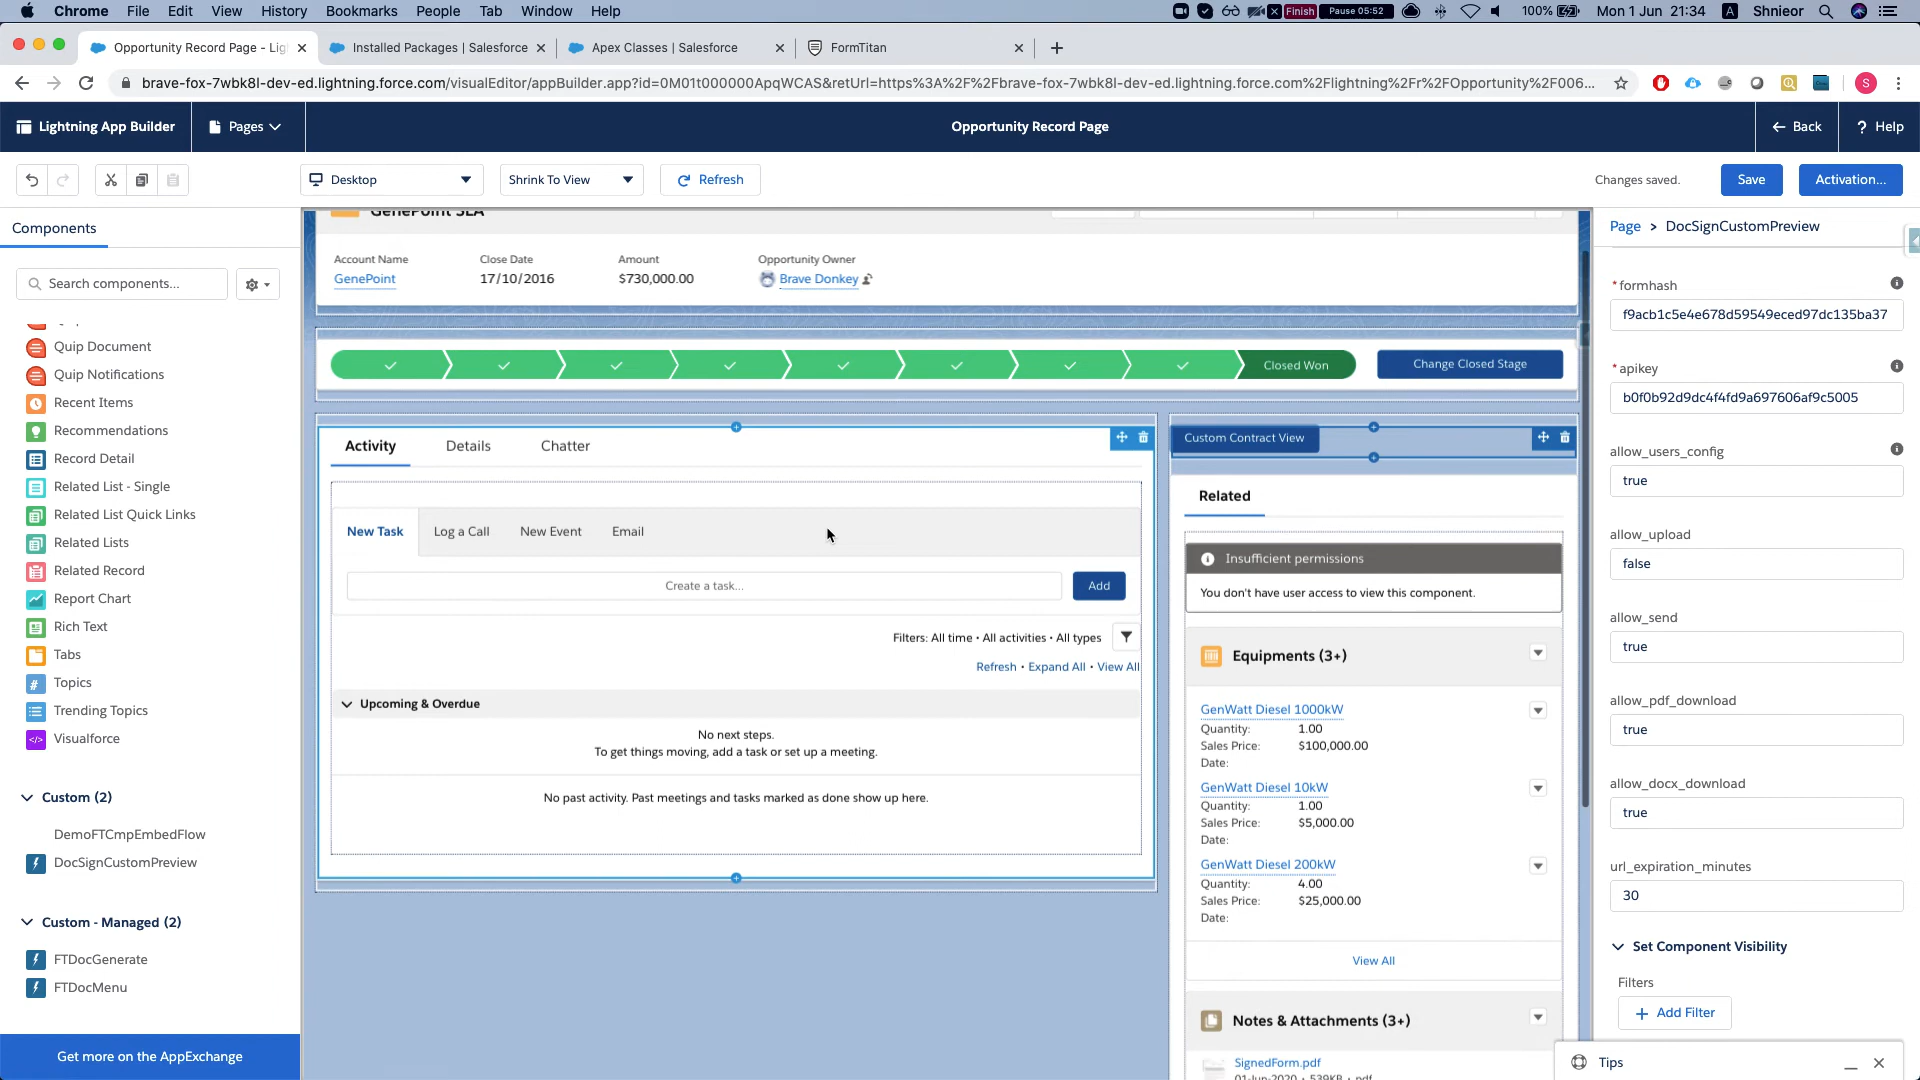 Chrome File Edit View History Bookmarks People Tab Window Help
Finish Pause 05:52 100% Mon 1 Jun 21:34 A Shnieor
Opportunity Record Page - Lig
Installed Packages | Salesforce
Apex Classes | Salesforce
FormTitan
brave-fox-7wbk8l-dev-ed.lightning.force.com/visualEditor/appBuilder.app?id=0M01t000000ApqWCAS&retUrl=https%3A%2F%2Fbrave-fox-7wbk8l-dev-ed.lightning.force.com%2Flightning%2Fr%2FOpportunity%2F006...
S
Lightning App Builder
Pages
Opportunity Record Page
Back
? Help
Desktop
Shrink To View
Refresh
Changes saved.
Save
Activation...
Components
Search components...
Quip Document
Quip Notifications
Recent Items
Recommendations
Record Detail
Related List - Single
Related List Quick Links
Related Lists
Related Record
Report Chart
Rich Text
Tabs
Topics
Trending Topics
Visualforce
Custom (2)
DemoFTCmpEmbedFlow
DocSignCustomPreview
Custom - Managed (2)
FTDocGenerate
FTDocMenu
Get more on the AppExchange
GenePoint SLA
Account Name
GenePoint
Close Date
17/10/2016
Amount
$730,000.00
Opportunity Owner
Brave Donkey
Closed Won
Change Closed Stage
Activity
Details
Chatter
New Task
Log a Call
New Event
Email
Create a task...
Add
Filters: All time • All activities • All types
Refresh • Expand All • View All
Upcoming & Overdue
No next steps.
To get things moving, add a task or set up a meeting.
No past activity. Past meetings and tasks marked as done show up here.
Custom Contract View
Related
Insufficient permissions
You don't have user access to view this component.
Equipments (3+)
GenWatt Diesel 1000kW
Quantity: 1.00
Sales Price: $100,000.00
Date:
GenWatt Diesel 10kW
Quantity: 1.00
Sales Price: $5,000.00
Date:
GenWatt Diesel 200kW
Quantity: 4.00
Sales Price: $25,000.00
Date:
View All
Notes & Attachments (3+)
SignedForm.pdf
01-Jun-2020 • 539KB • pdf
Page > DocSignCustomPreview
*formhash
f9acb1c5e4e678d59549eced97dc135ba37
*apikey
b0f0b92d9dc4f4fd9a697606af9c5005
allow_users_config
true
allow_upload
false
allow_send
true
allow_pdf_download
true
allow_docx_download
true
url_expiration_minutes
30
Set Component Visibility
Filters
+ Add Filter
Tips